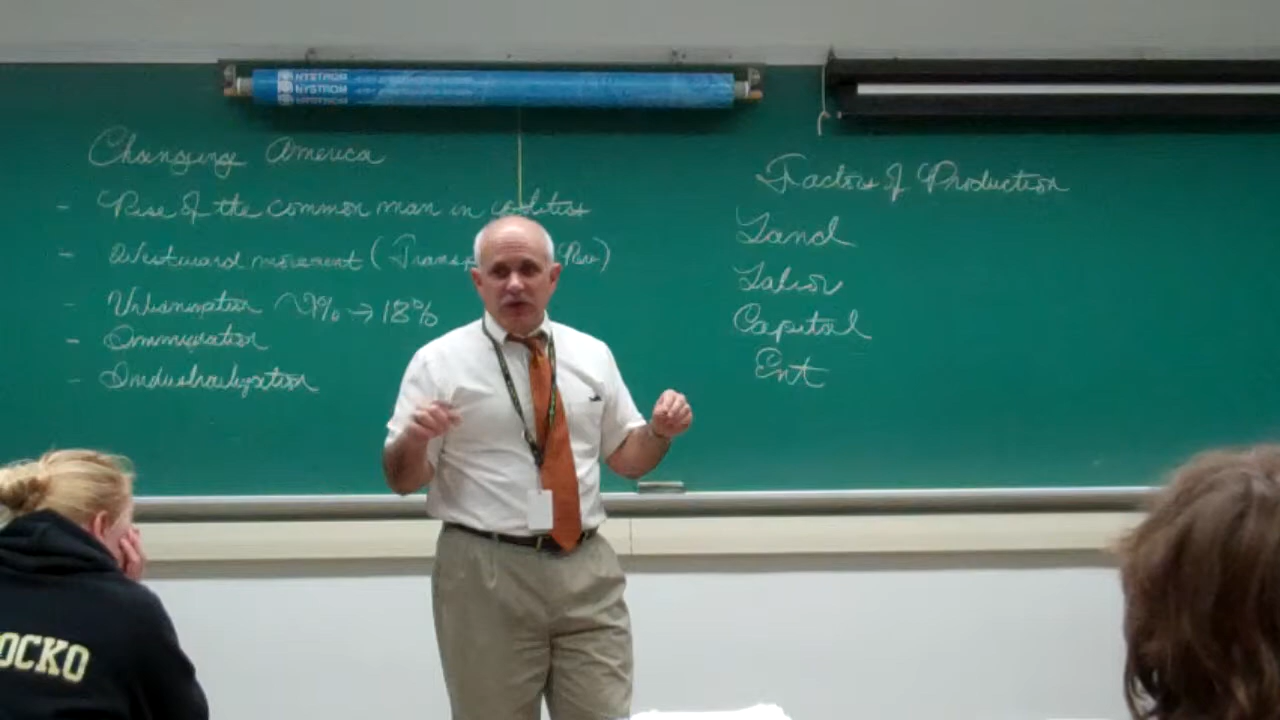 NYSTROM
NYSTROM
NYSTROM
Changing America
- Rise of the common man in politics
- Westward movement (Transp (Rev)
- Urbanization ~9% → 18%
- Immigration
- Industrialization
Factors of Production
Land
Labor
Capital
Ent
OCKO